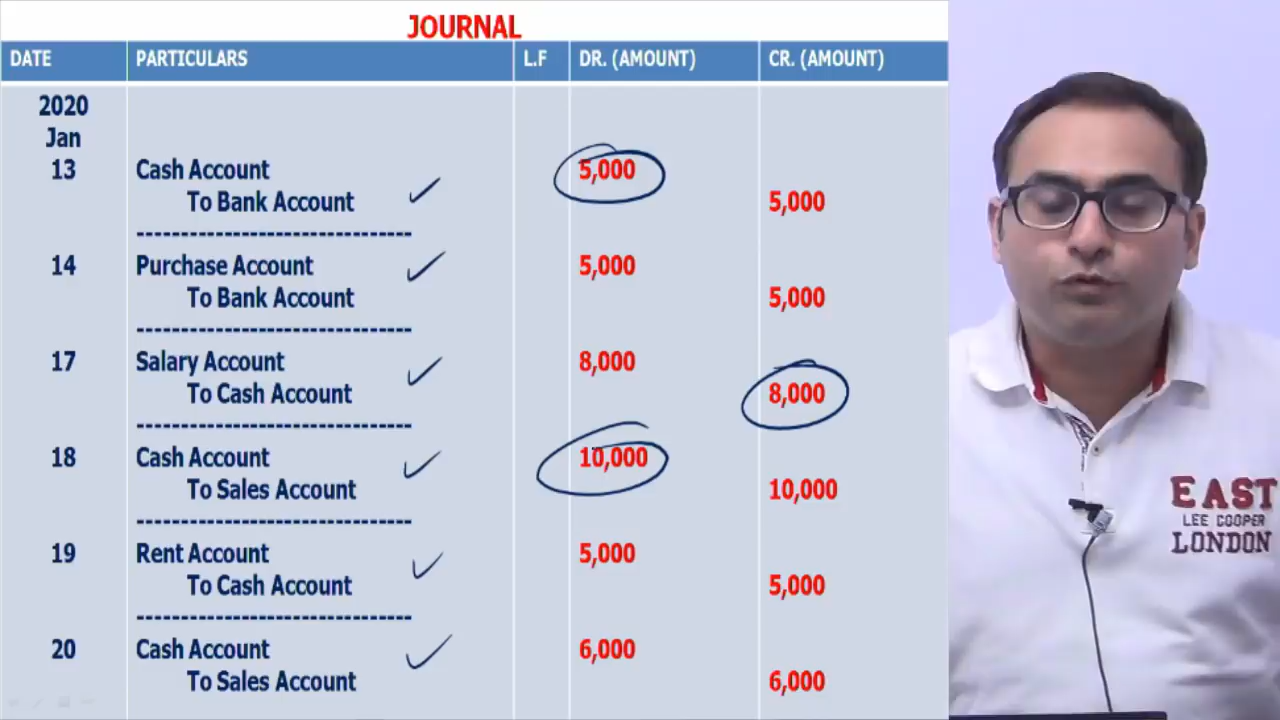 JOURNAL
DATE PARTICULARS L.F DR. (AMOUNT) CR. (AMOUNT)
2020
Jan
13 Cash Account 5,000
To Bank Account 5,000
-------------------------------
14 Purchase Account 5,000
To Bank Account 5,000
-------------------------------
17 Salary Account 8,000
To Cash Account 8,000
-------------------------------
18 Cash Account 10,000
To Sales Account 10,000
-------------------------------
19 Rent Account 5,000
To Cash Account 5,000
-------------------------------
20 Cash Account 6,000
To Sales Account 6,000
EAST
LEE COOPER
LONDON